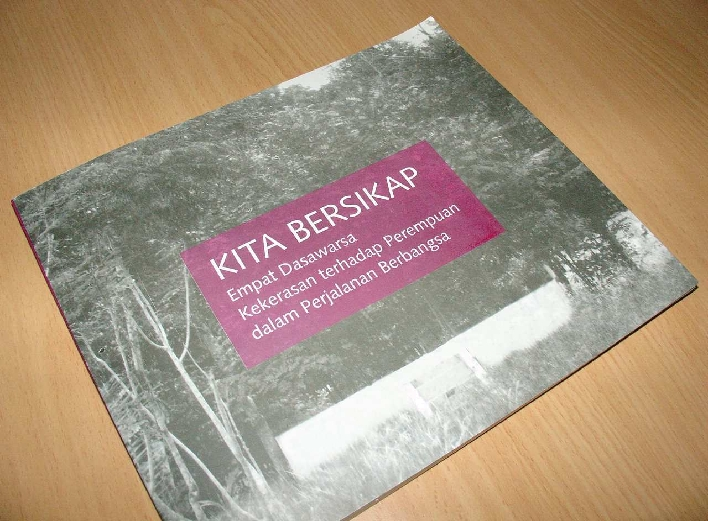 KITA BERSIKAP
Empat Dasawarsa
Kekerasan terhadap Perempuan
dalam Perjalanan Berbangsa